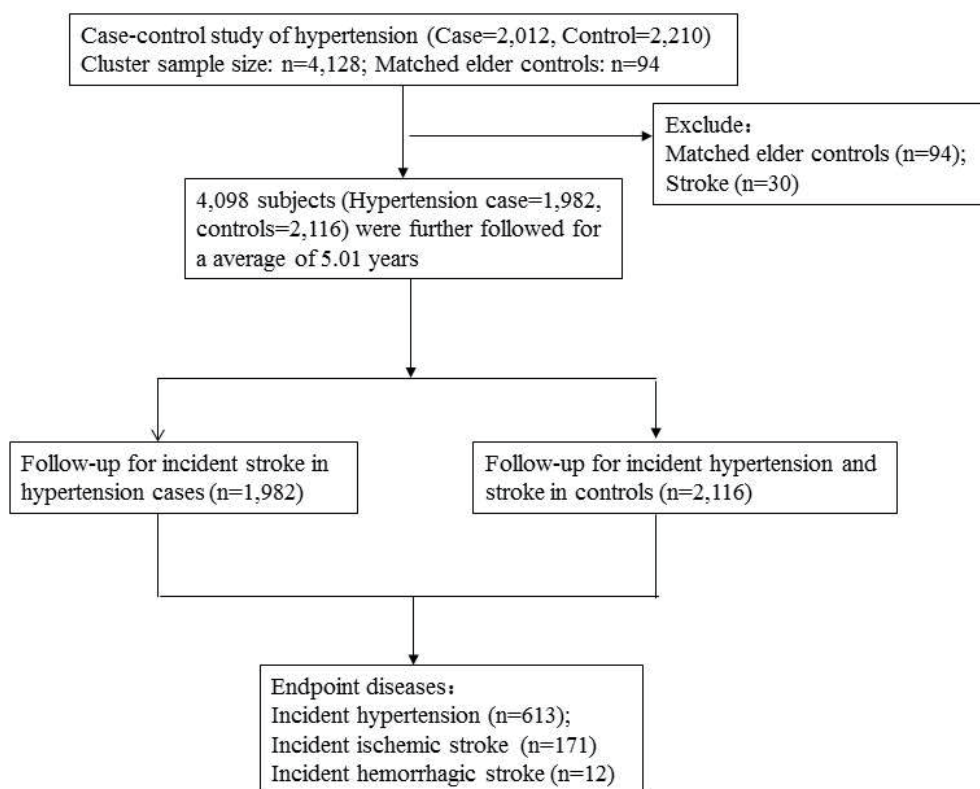 Case-control study of hypertension (Case=2,012, Control=2,210)
Cluster sample size: n=4,128; Matched elder controls: n=94
Exclude：
Matched elder controls (n=94);
Stroke (n=30)
4,098 subjects (Hypertension case=1,982,
controls=2,116) were further followed for
a average of 5.01 years
Follow-up for incident stroke in
hypertension cases (n=1,982)
Follow-up for incident hypertension and
stroke in controls (n=2,116)
Endpoint diseases：
Incident hypertension (n=613);
Incident ischemic stroke (n=171)
Incident hemorrhagic stroke (n=12)